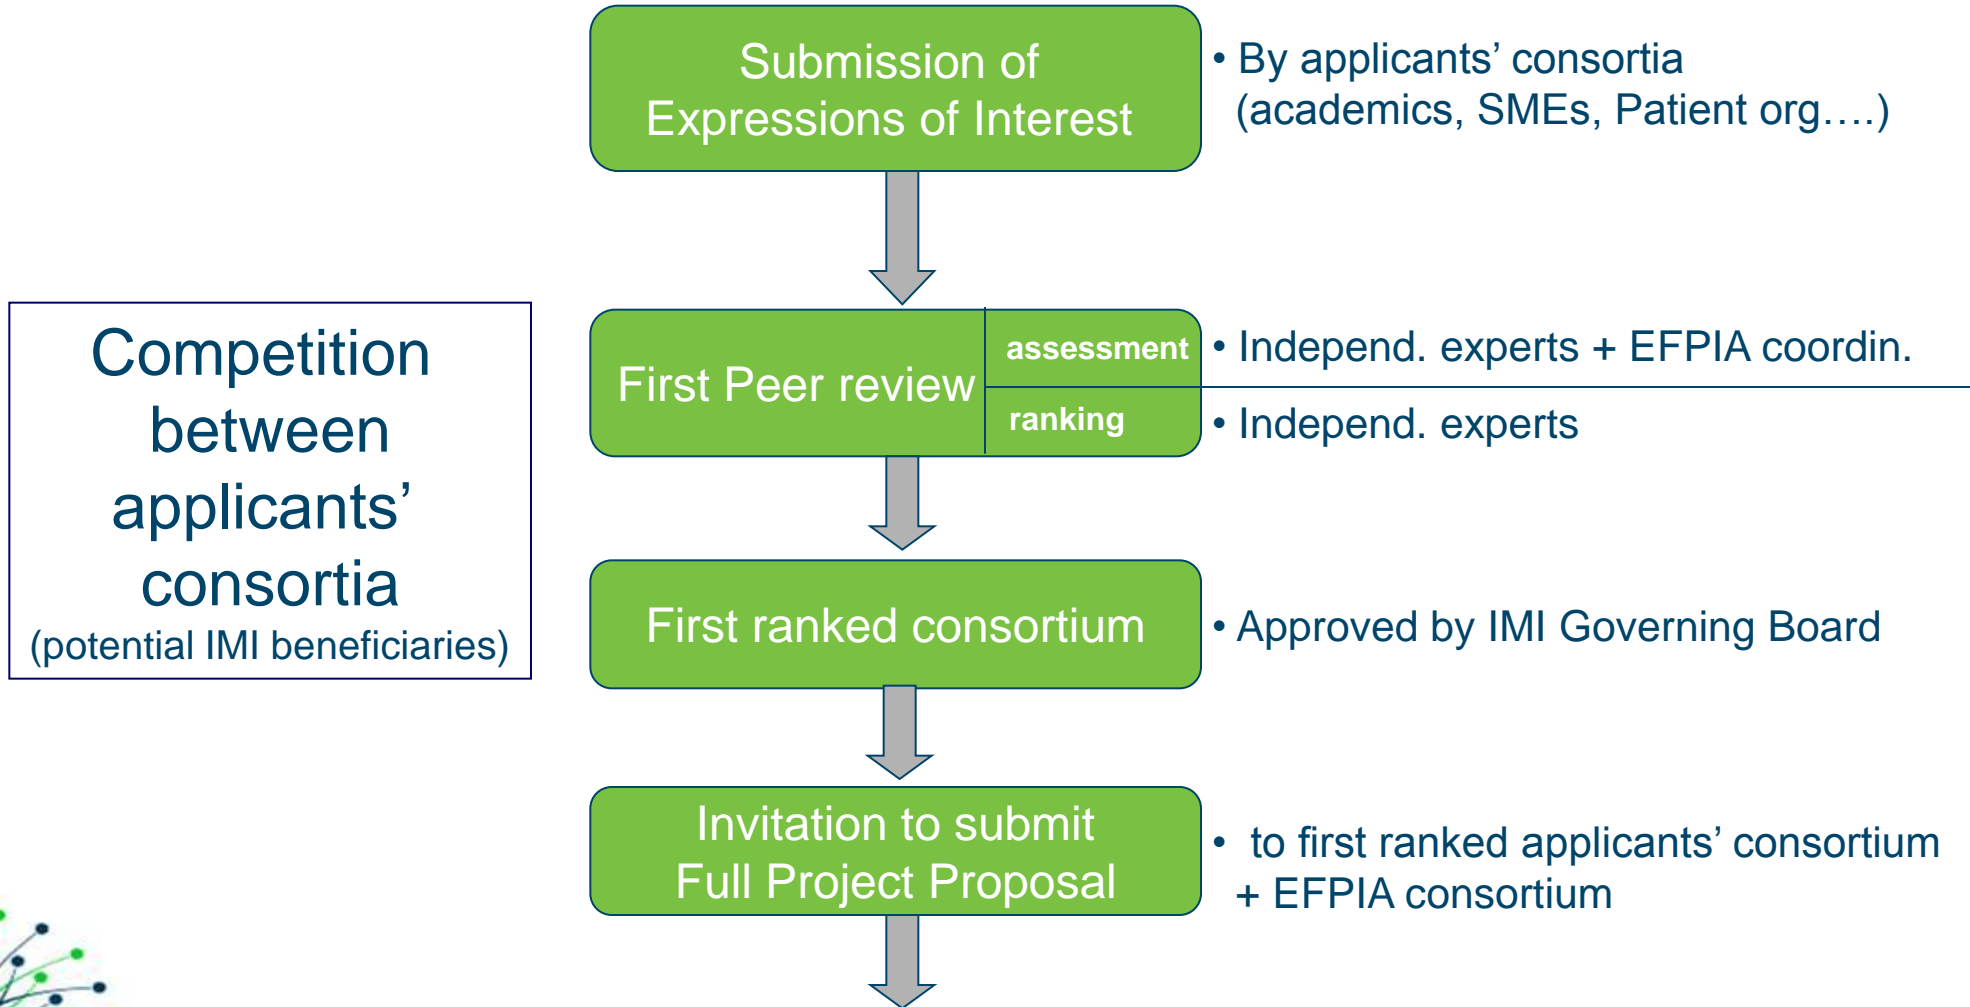 Submission of
Expressions of Interest
• By applicants’ consortia
(academics, SMEs, Patient org….)
Competition
between
applicants’
consortia
(potential IMI beneficiaries)
First Peer review
assessment
• Independ. experts + EFPIA coordin.
ranking
• Independ. experts
First ranked consortium
• Approved by IMI Governing Board
Invitation to submit
Full Project Proposal
• to first ranked applicants’ consortium
+ EFPIA consortium